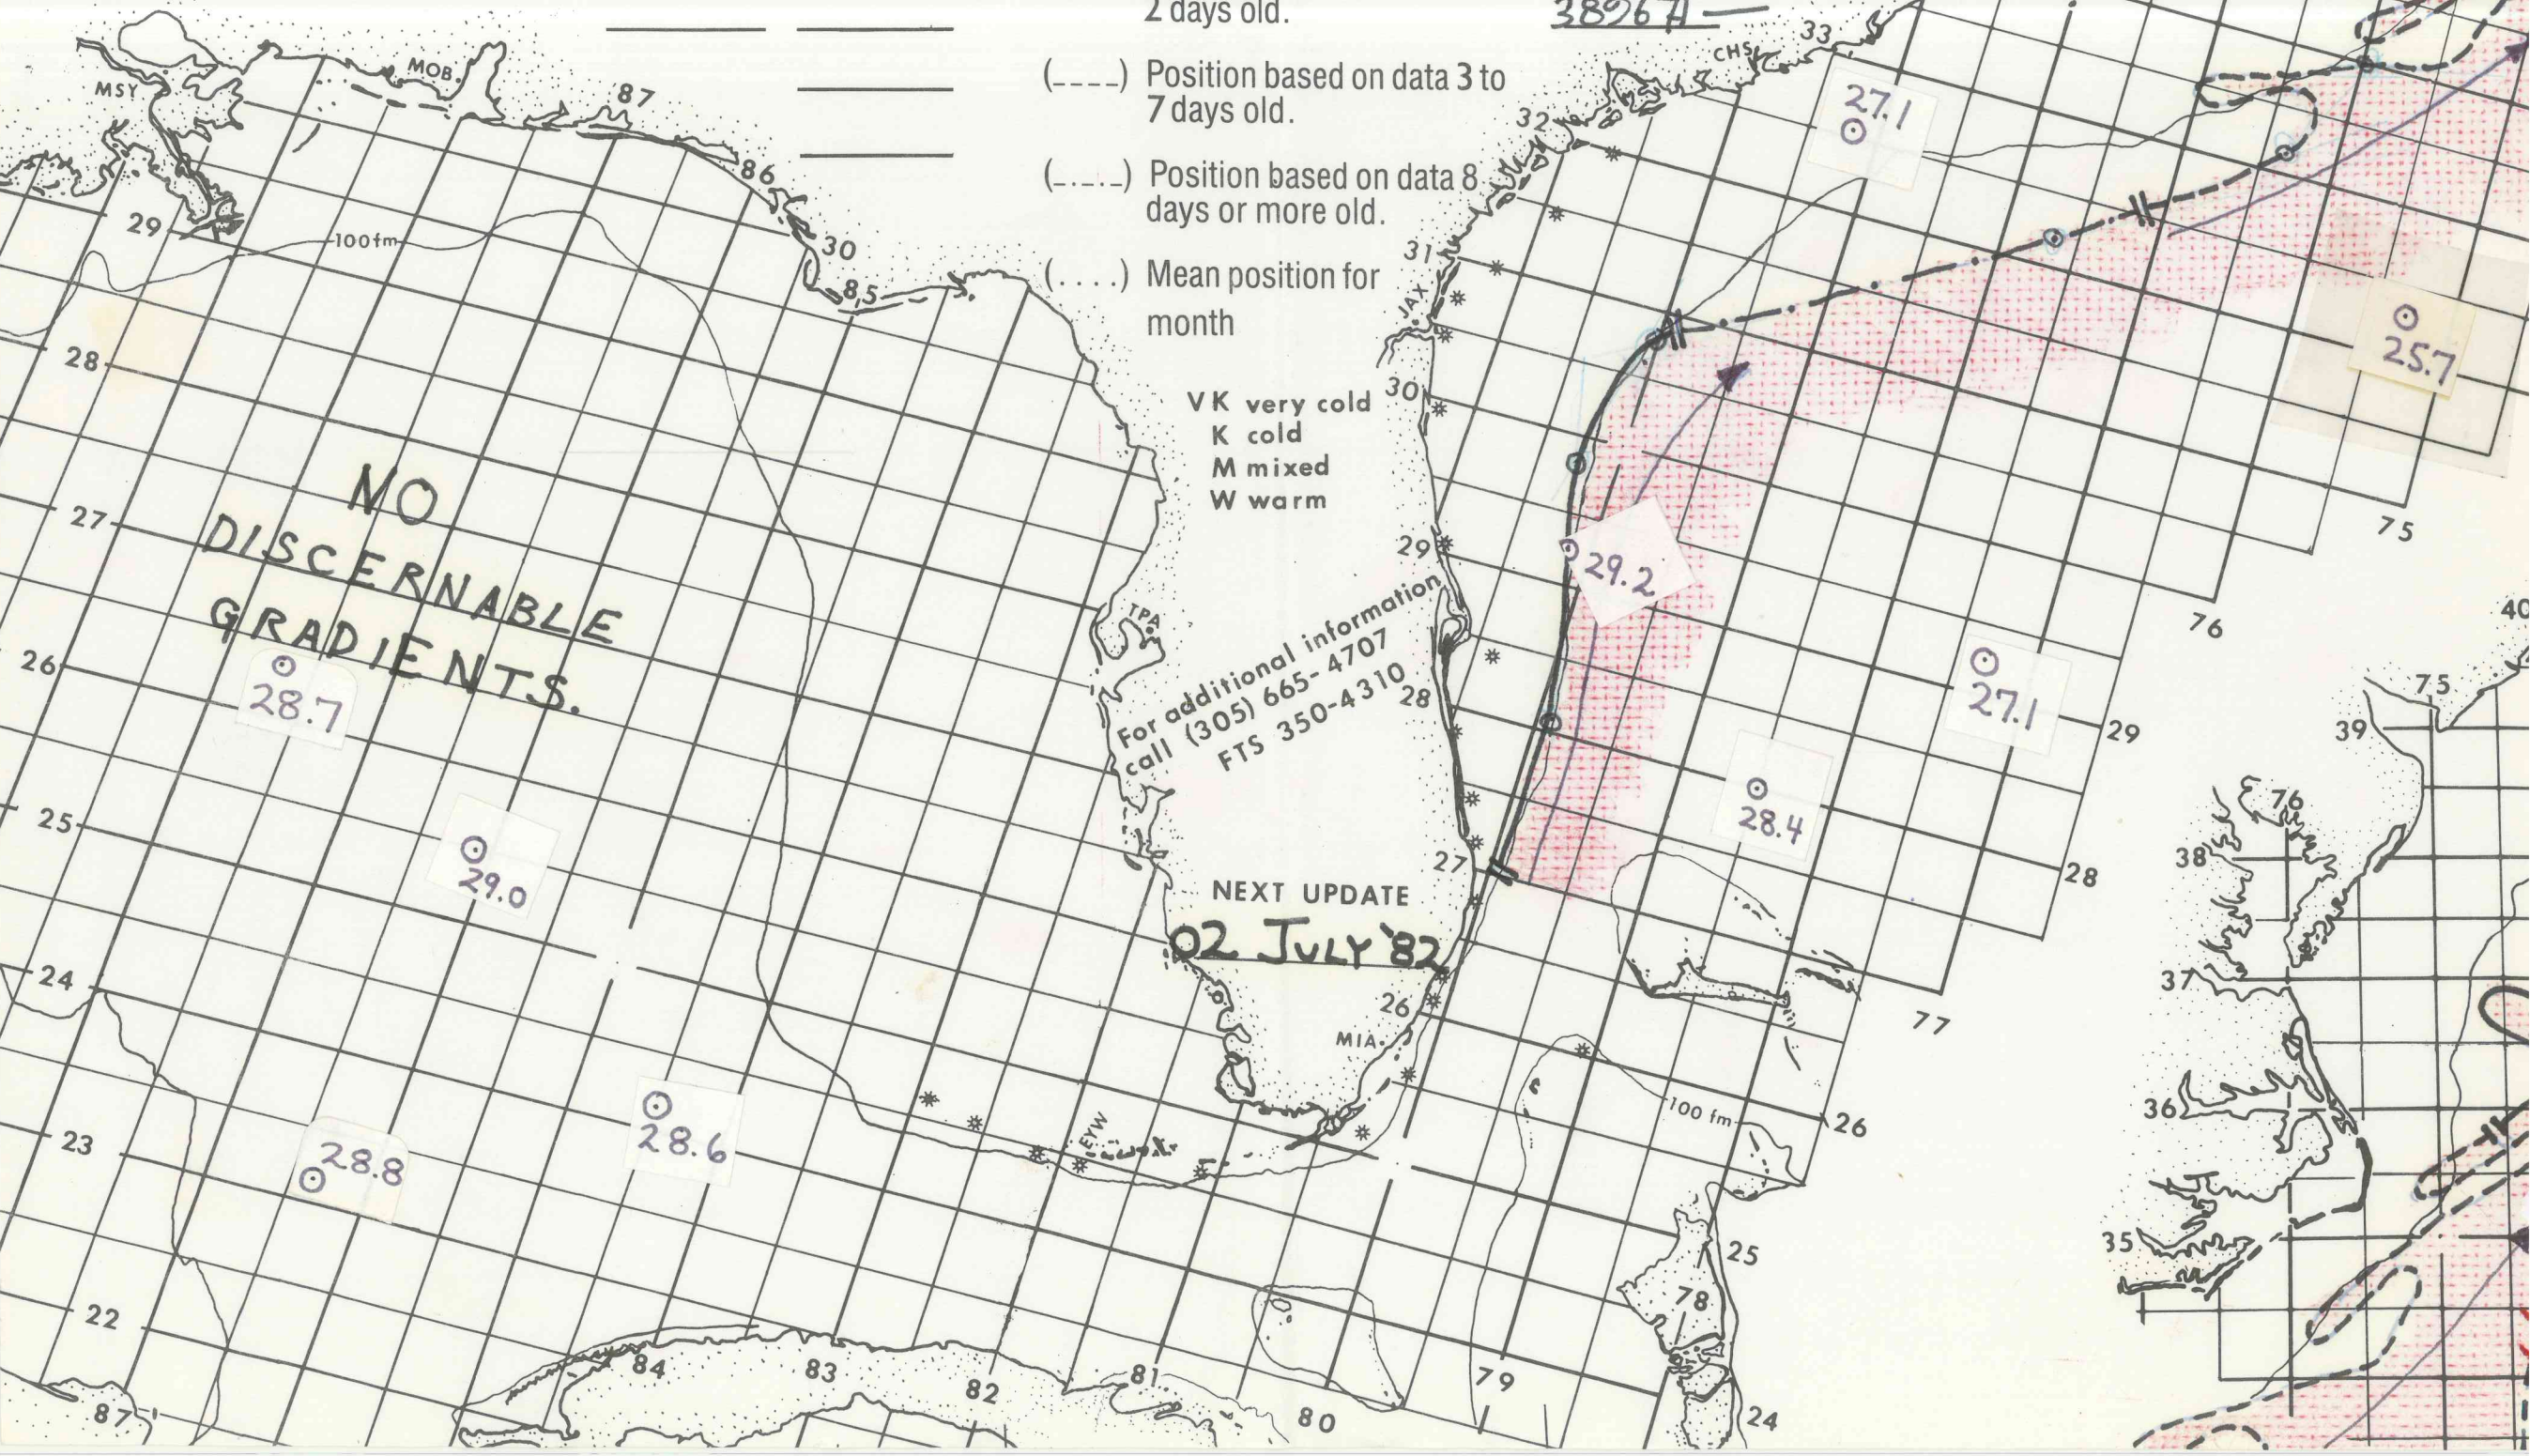 2 days old.
38967A
(----) Position based on data 3 to
7 days old.
(_._._) Position based on data 8
days or more old.
(....) Mean position for
month
VK very cold
K cold
M mixed
W warm
For additional information
call (305) 665-4707
FTS 350-4310
NEXT UPDATE
02 JULY '82
NO
DISCERNABLE
GRADIENTS.
28.7
29.0
28.8
28.6
27.1
25.7
29.2
27.1
28.4
MSY
MOB.
CHS
JAX
TPA
MIA.
EYW
100 fm
100 fm
87
86
30
85
29
28
27
26
25
24
23
22
87
84
83
82
81
80
79
78
24
25
26
77
28
29
76
75
33
32
31
30
29
28
27
26
40
75
39
76
38
37
36
35